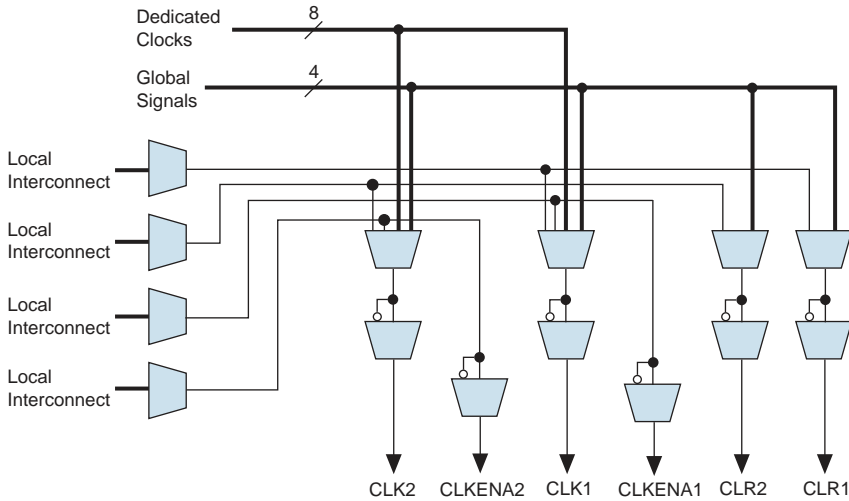 Dedicated
Clocks
8
Global
Signals
4
Local
Interconnect
Local
Interconnect
Local
Interconnect
Local
Interconnect
CLK2 CLKENA2 CLK1 CLKENA1 CLR2 CLR1